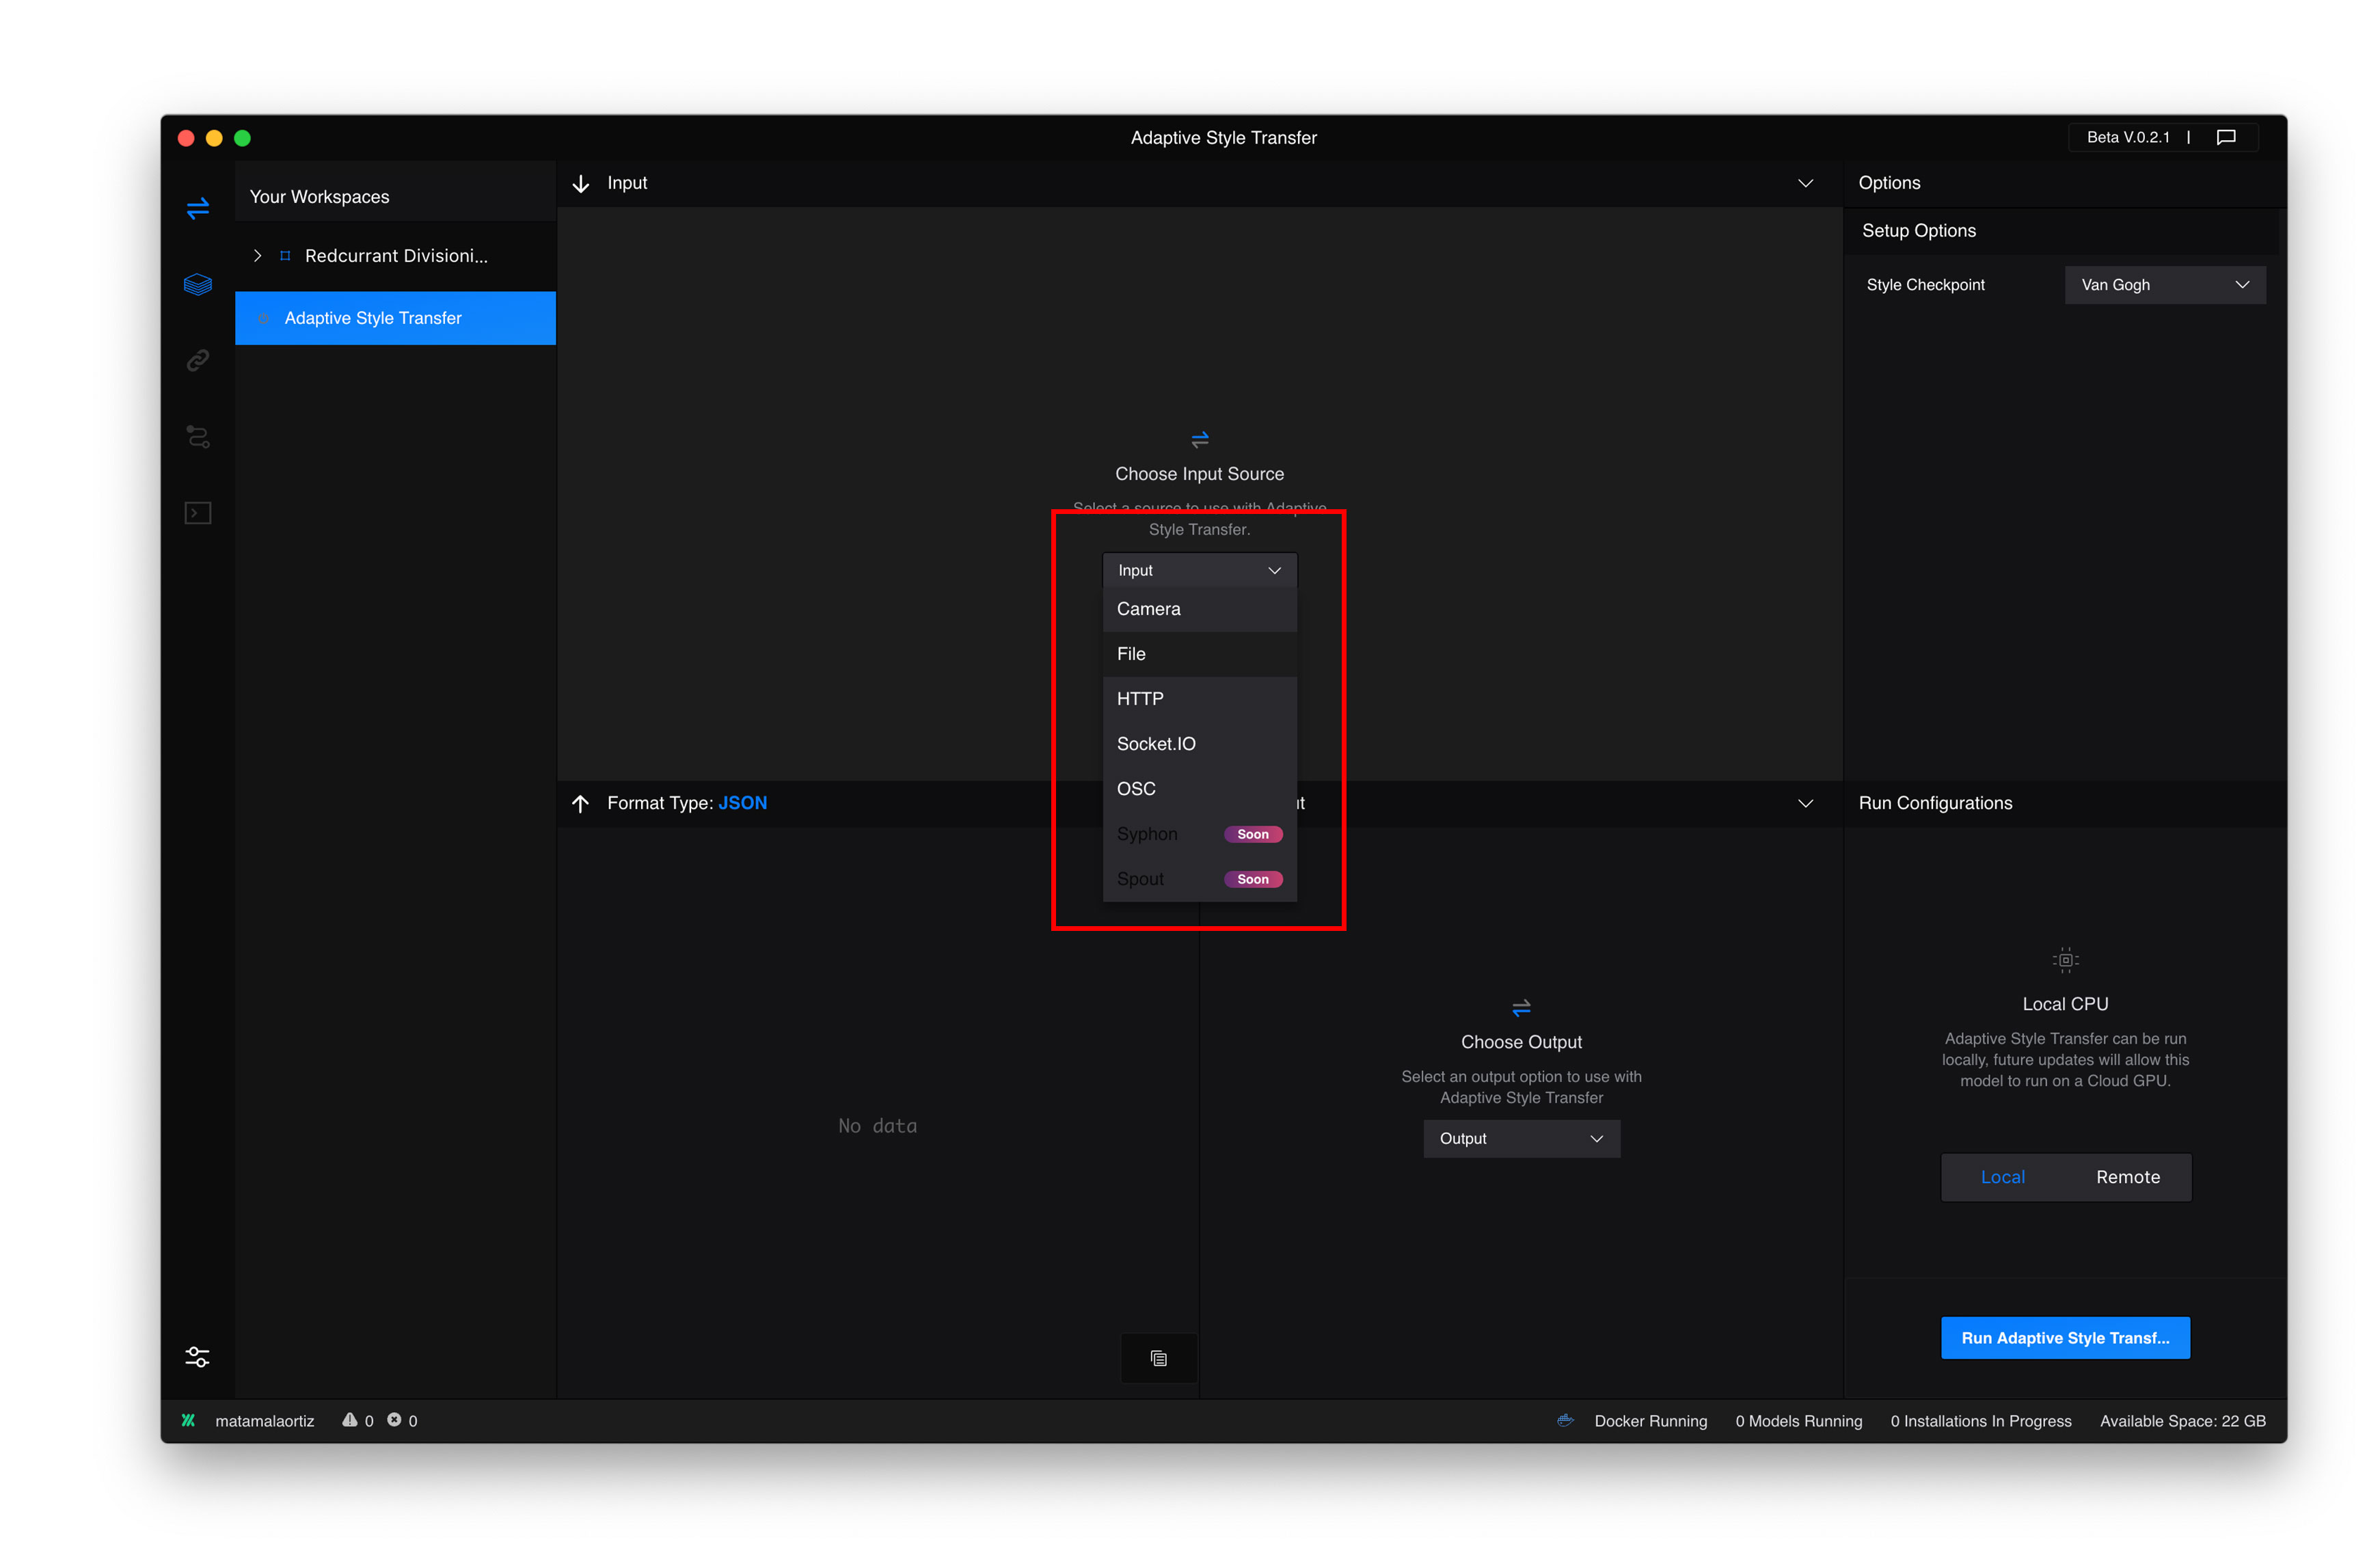 Adaptive Style Transfer
Beta V.0.2.1 |
Your Workspaces
Redcurrant Divisioni...
Adaptive Style Transfer
Input
Choose Input Source
Select a source to use with Adaptive
Style Transfer.
Input
Camera
File
HTTP
Socket.IO
OSC
Syphon Soon
Spout Soon
Format Type: JSON
No data
Choose Output
Select an output option to use with
Adaptive Style Transfer
Output
Options
Setup Options
Style Checkpoint Van Gogh
Run Configurations
Local CPU
Adaptive Style Transfer can be run
locally, future updates will allow this
model to run on a Cloud GPU.
Local Remote
Run Adaptive Style Transf...
matamalaortiz 0 0
Docker Running 0 Models Running 0 Installations In Progress Available Space: 22 GB